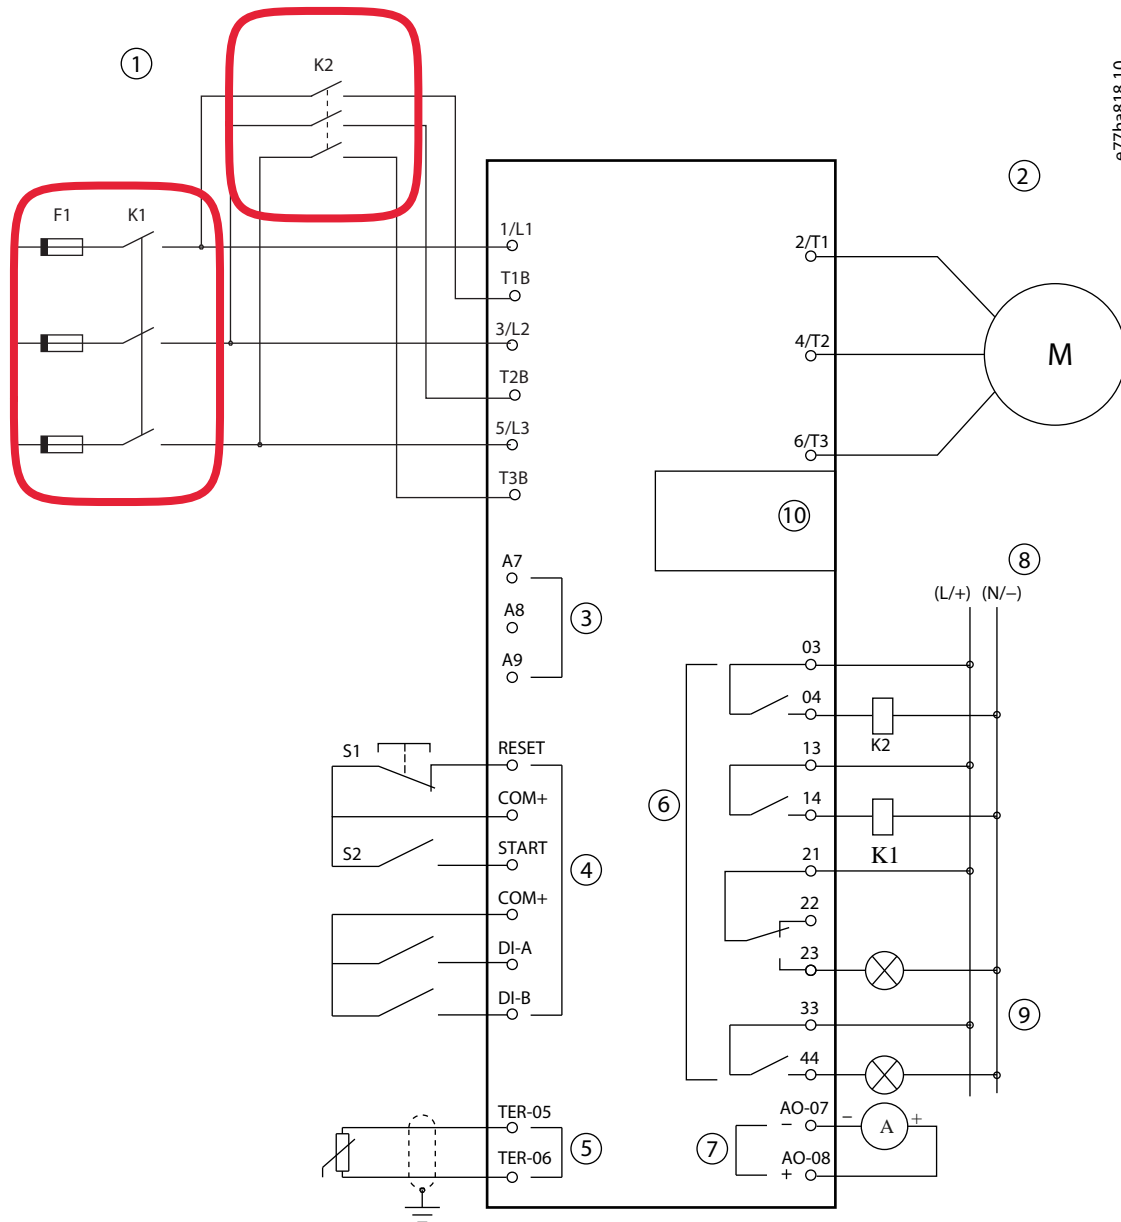 1
K2
e77ha818.10
2
F1 K1
1/L1
2/T1
T1B
3/L2
4/T2
M
T2B
5/L3
6/T3
T3B
10
A7
8
(L/+) (N/−)
A8
3
A9
03
04
K2
S1
RESET
13
COM+
6
14
S2
START
K1
4
21
COM+
22
DI-A
23
DI-B
33
9
44
TER-05
AO-07
− − A +
5
7
TER-06
AO-08
+